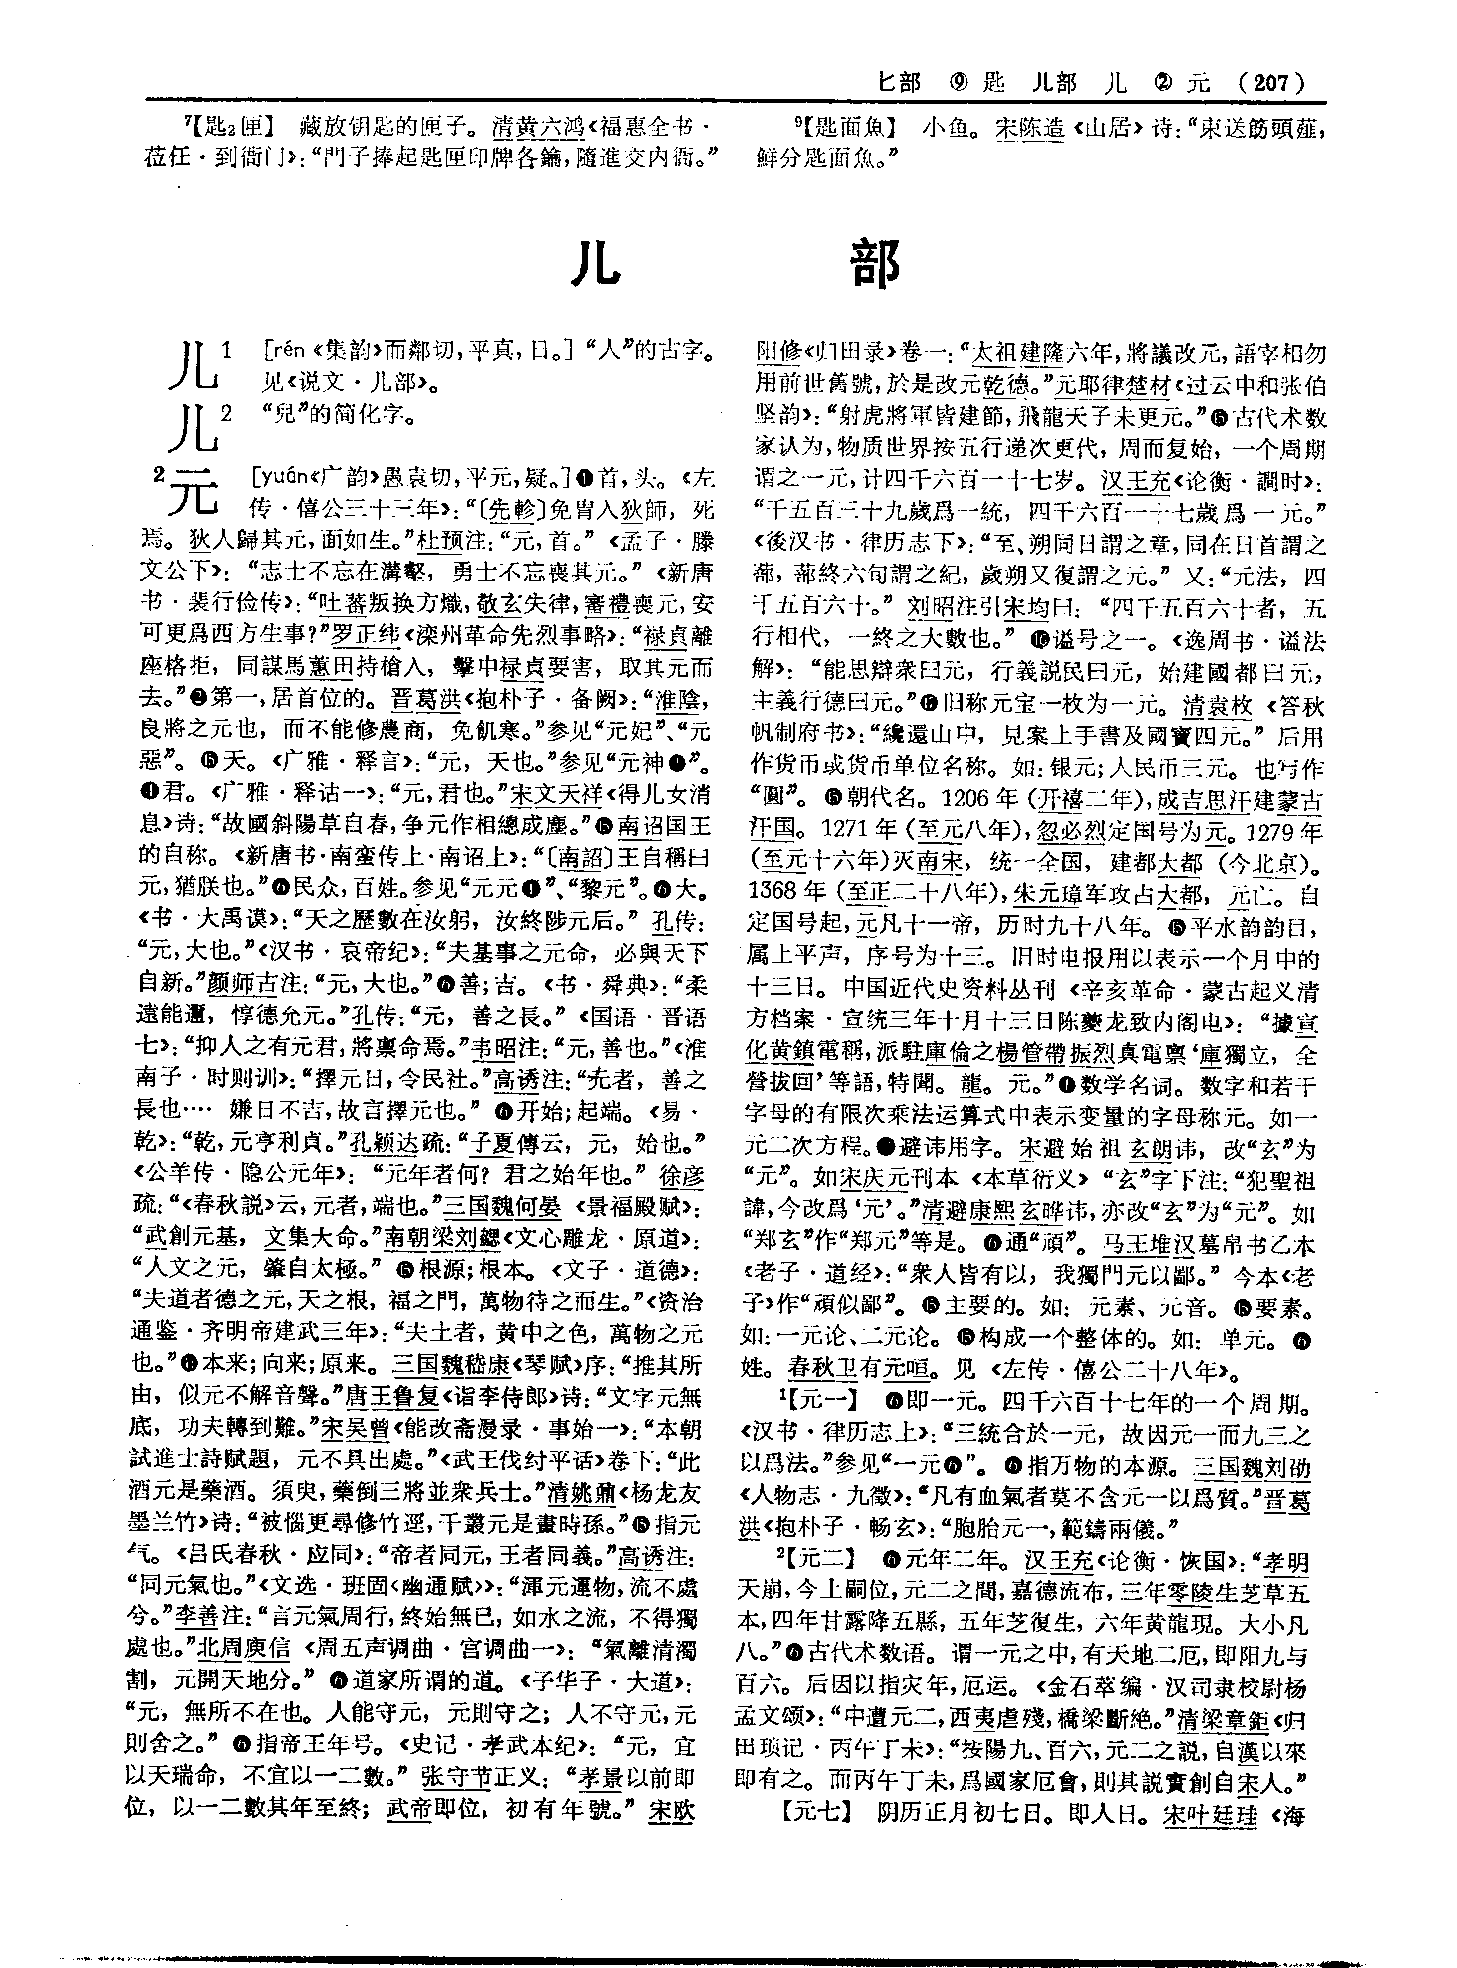 匕部 ⑨匙 儿部 儿 ②元 (207)
⁷【匙₂匣】 藏放钥匙的匣子。清黄六鸿《福惠全书·
莅任·到衙门》：“門子捧起匙匣印牌各鑰，隨進交内衙。”
⁹【匙面魚】 小鱼。宋陈造《山居》诗：“束送筯頭薤，
鮮分匙面魚。”
儿 部
儿1 [rén《集韵》而鄰切，平真，日。]“人”的古字。
见《说文·儿部》。
儿2 “兒”的简化字。
2元 [yuán《广韵》愚袁切，平元，疑。]❶首，头。《左
传·僖公三十三年》：“〔先軫〕免胄入狄師，死
焉。狄人歸其元，面如生。”杜预注：“元，首。”《孟子·滕
文公下》：“志士不忘在溝壑，勇士不忘喪其元。”《新唐
书·裴行俭传》：“吐蕃叛换方熾，敬玄失律，審禮喪元，安
可更爲西方生事？”罗正纬《滦州革命先烈事略》：“禄貞離
座格拒，同謀馬蕙田持槍入，擊中禄貞要害，取其元而
去。”❷第一，居首位的。晋葛洪《抱朴子·备阙》：“淮陰，
良將之元也，而不能修農商，免飢寒。”参见“元妃”、“元
惡”。天。《广雅·释言》：“元，天也。”参见“元神❶”。
君。《广雅·释诂一》：“元，君也。”宋文天祥《得儿女消
息》诗：“故國斜陽草自春，争元作相總成塵。”南诏国王
的自称。《新唐书·南蛮传上·南诏上》：“〔南詔〕王自稱曰
元，猶朕也。”民众，百姓。参见“元元❶”、“黎元”。大。
《书·大禹谟》：“天之歷數在汝躬，汝終陟元后。”孔传：
“元，大也。”《汉书·哀帝纪》：“夫基事之元命，必與天下
自新。”颜师古注：“元，大也。”善；吉。《书·舜典》：“柔
遠能邇，惇德允元。”孔传：“元，善之長。”《国语·晋语
七》：“抑人之有元君，將禀命焉。”韦昭注：“元，善也。”《淮
南子·时则训》：“擇元日，令民社。”高诱注：“先者，善之
長也…… 嫌日不吉，故言擇元也。”开始；起端。《易·
乾》：“乾，元亨利貞。”孔颖达疏：“子夏傳云，元，始也。”
《公羊传·隐公元年》：“元年者何？君之始年也。”徐彦
疏：“《春秋説》云，元者，端也。”三国魏何晏《景福殿赋》：
“武創元基，文集大命。”南朝梁刘勰《文心雕龙·原道》：
“人文之元，肇自太極。”根源；根本。《文子·道德》：
“夫道者德之元，天之根，福之門，萬物待之而生。”《资治
通鉴·齐明帝建武三年》：“夫土者，黄中之色，萬物之元
也。”本来；向来；原来。三国魏嵇康《琴赋》序：“推其所
由，似元不解音聲。”唐王鲁复《诣李侍郎》诗：“文字元無
底，功夫轉到難。”宋吴曾《能改斋漫录·事始一》：“本朝
試進士詩賦題，元不具出處。”《武王伐纣平话》卷下：“此
酒元是藥酒。須臾，藥倒三將並衆兵士。”清姚鼐《杨龙友
墨兰竹》诗：“被惱更尋修竹逕，千叢元是畫時孫。”指元
气。《吕氏春秋·应同》：“帝者同元，王者同義。”高诱注：
“同元氣也。”《文选·班固〈幽通赋〉》：“渾元運物，流不處
兮。”李善注：“言元氣周行，終始無已，如水之流，不得獨
處也。”北周庾信《周五声调曲·宫调曲一》：“氣離清濁
割，元開天地分。”道家所谓的道。《子华子·大道》：
“元，無所不在也。人能守元，元則守之；人不守元，元
則舍之。”指帝王年号。《史记·孝武本纪》：“元，宜
以天瑞命，不宜以一二數。”张守节正义：“孝景以前即
位，以一二數其年至終；武帝即位，初有年號。”宋欧
阳修《归田录》卷一：“太祖建隆六年，將議改元，語宰相勿
用前世舊號，於是改元乾德。”元耶律楚材《过云中和张伯
坚韵》：“射虎將軍皆建節，飛龍天子未更元。”古代术数
家认为，物质世界按五行递次更代，周而复始，一个周期
谓之一元，计四千六百一十七岁。汉王充《论衡·調时》：
“千五百三十九歲爲一統，四千六百一十七歲爲一元。”
《後汉书·律历志下》：“至、朔同日謂之章，同在日首謂之
蔀，蔀終六旬謂之紀，歲朔又復謂之元。”又：“元法，四
千五百六十。”刘昭注引宋均曰：“四千五百六十者，五
行相代，一終之大數也。”⓰谥号之一。《逸周书·谥法
解》：“能思辯衆曰元，行義説民曰元，始建國都曰元，
主義行德曰元。”旧称元宝一枚为一元。清袁枚《答秋
帆制府书》：“纔還山中，見案上手書及國寶四元。”后用
作货币或货币单位名称。如：银元；人民币三元。也写作
“圓”。朝代名。1206年(开禧二年)，成吉思汗建蒙古
汗国。1271年(至元八年)，忽必烈定国号为元。1279年
(至元十六年)灭南宋，统一全国，建都大都(今北京)。
1368年(至正二十八年)，朱元璋军攻占大都，元亡。自
定国号起，元凡十一帝，历时九十八年。平水韵韵目，
属上平声，序号为十三。旧时电报用以表示一个月中的
十三日。中国近代史资料丛刊《辛亥革命·蒙古起义清
方档案·宣统三年十月十三日陈夔龙致内阁电》：“據宣
化黄鎮電稱，派駐庫倫之楊管帶振烈真電禀‘庫獨立，全
營拔回’等語，特聞。龍。元。”数学名词。数字和若干
字母的有限次乘法运算式中表示变量的字母称元。如一
元二次方程。避讳用字。宋避始祖玄朗讳，改“玄”为
“元”。如宋庆元刊本《本草衍义》“玄”字下注：“犯聖祖
諱，今改爲‘元’。”清避康熙玄晔讳，亦改“玄”为“元”。如
“郑玄”作“郑元”等是。通“頑”。马王堆汉墓帛书乙本
《老子·道经》：“衆人皆有以，我獨門元以鄙。”今本《老
子》作“頑似鄙”。主要的。如：元素、元音。要素。
如：一元论、二元论。构成一个整体的。如：单元。
姓。春秋卫有元咺。见《左传·僖公二十八年》。
¹【元一】 即一元。四千六百十七年的一个周期。
《汉书·律历志上》：“三統合於一元，故因元一而九三之
以爲法。”参见“一元”。指万物的本源。三国魏刘劭
《人物志·九徵》：“凡有血氣者莫不含元一以爲質。”晋葛
洪《抱朴子·畅玄》：“胞胎元一，範鑄兩儀。”
²【元二】 元年二年。汉王充《论衡·恢国》：“孝明
天崩，今上嗣位，元二之間，嘉德流布，三年零陵生芝草五
本，四年甘露降五縣，五年芝復生，六年黄龍現。大小凡
八。”古代术数语。谓一元之中，有天地二厄，即阳九与
百六。后因以指灾年，厄运。《金石萃编·汉司隶校尉杨
孟文颂》：“中遭元二，西夷虐殘，橋梁斷絶。”清梁章鉅《归
田琐记·丙午丁未》：“按陽九、百六，元二之説，自漢以來
即有之。而丙午丁未，爲國家厄會，則其説實創自宋人。”
【元七】 阴历正月初七日。即人日。宋叶廷珪《海